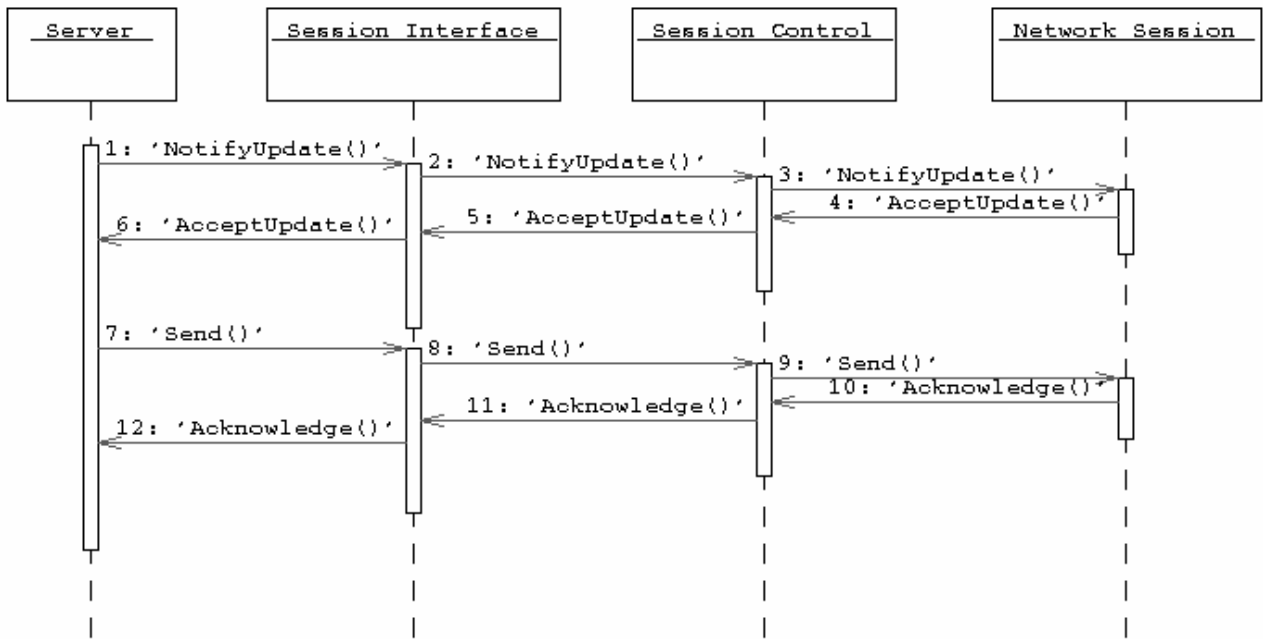 Server
Session Interface
Session Control
Network Session
1: 'NotifyUpdate()'
2: 'NotifyUpdate()'
3: 'NotifyUpdate()'
4: 'AcceptUpdate()'
5: 'AcceptUpdate()'
6: 'AcceptUpdate()'
7: 'Send()'
8: 'Send()'
9: 'Send()'
10: 'Acknowledge()'
11: 'Acknowledge()'
12: 'Acknowledge()'